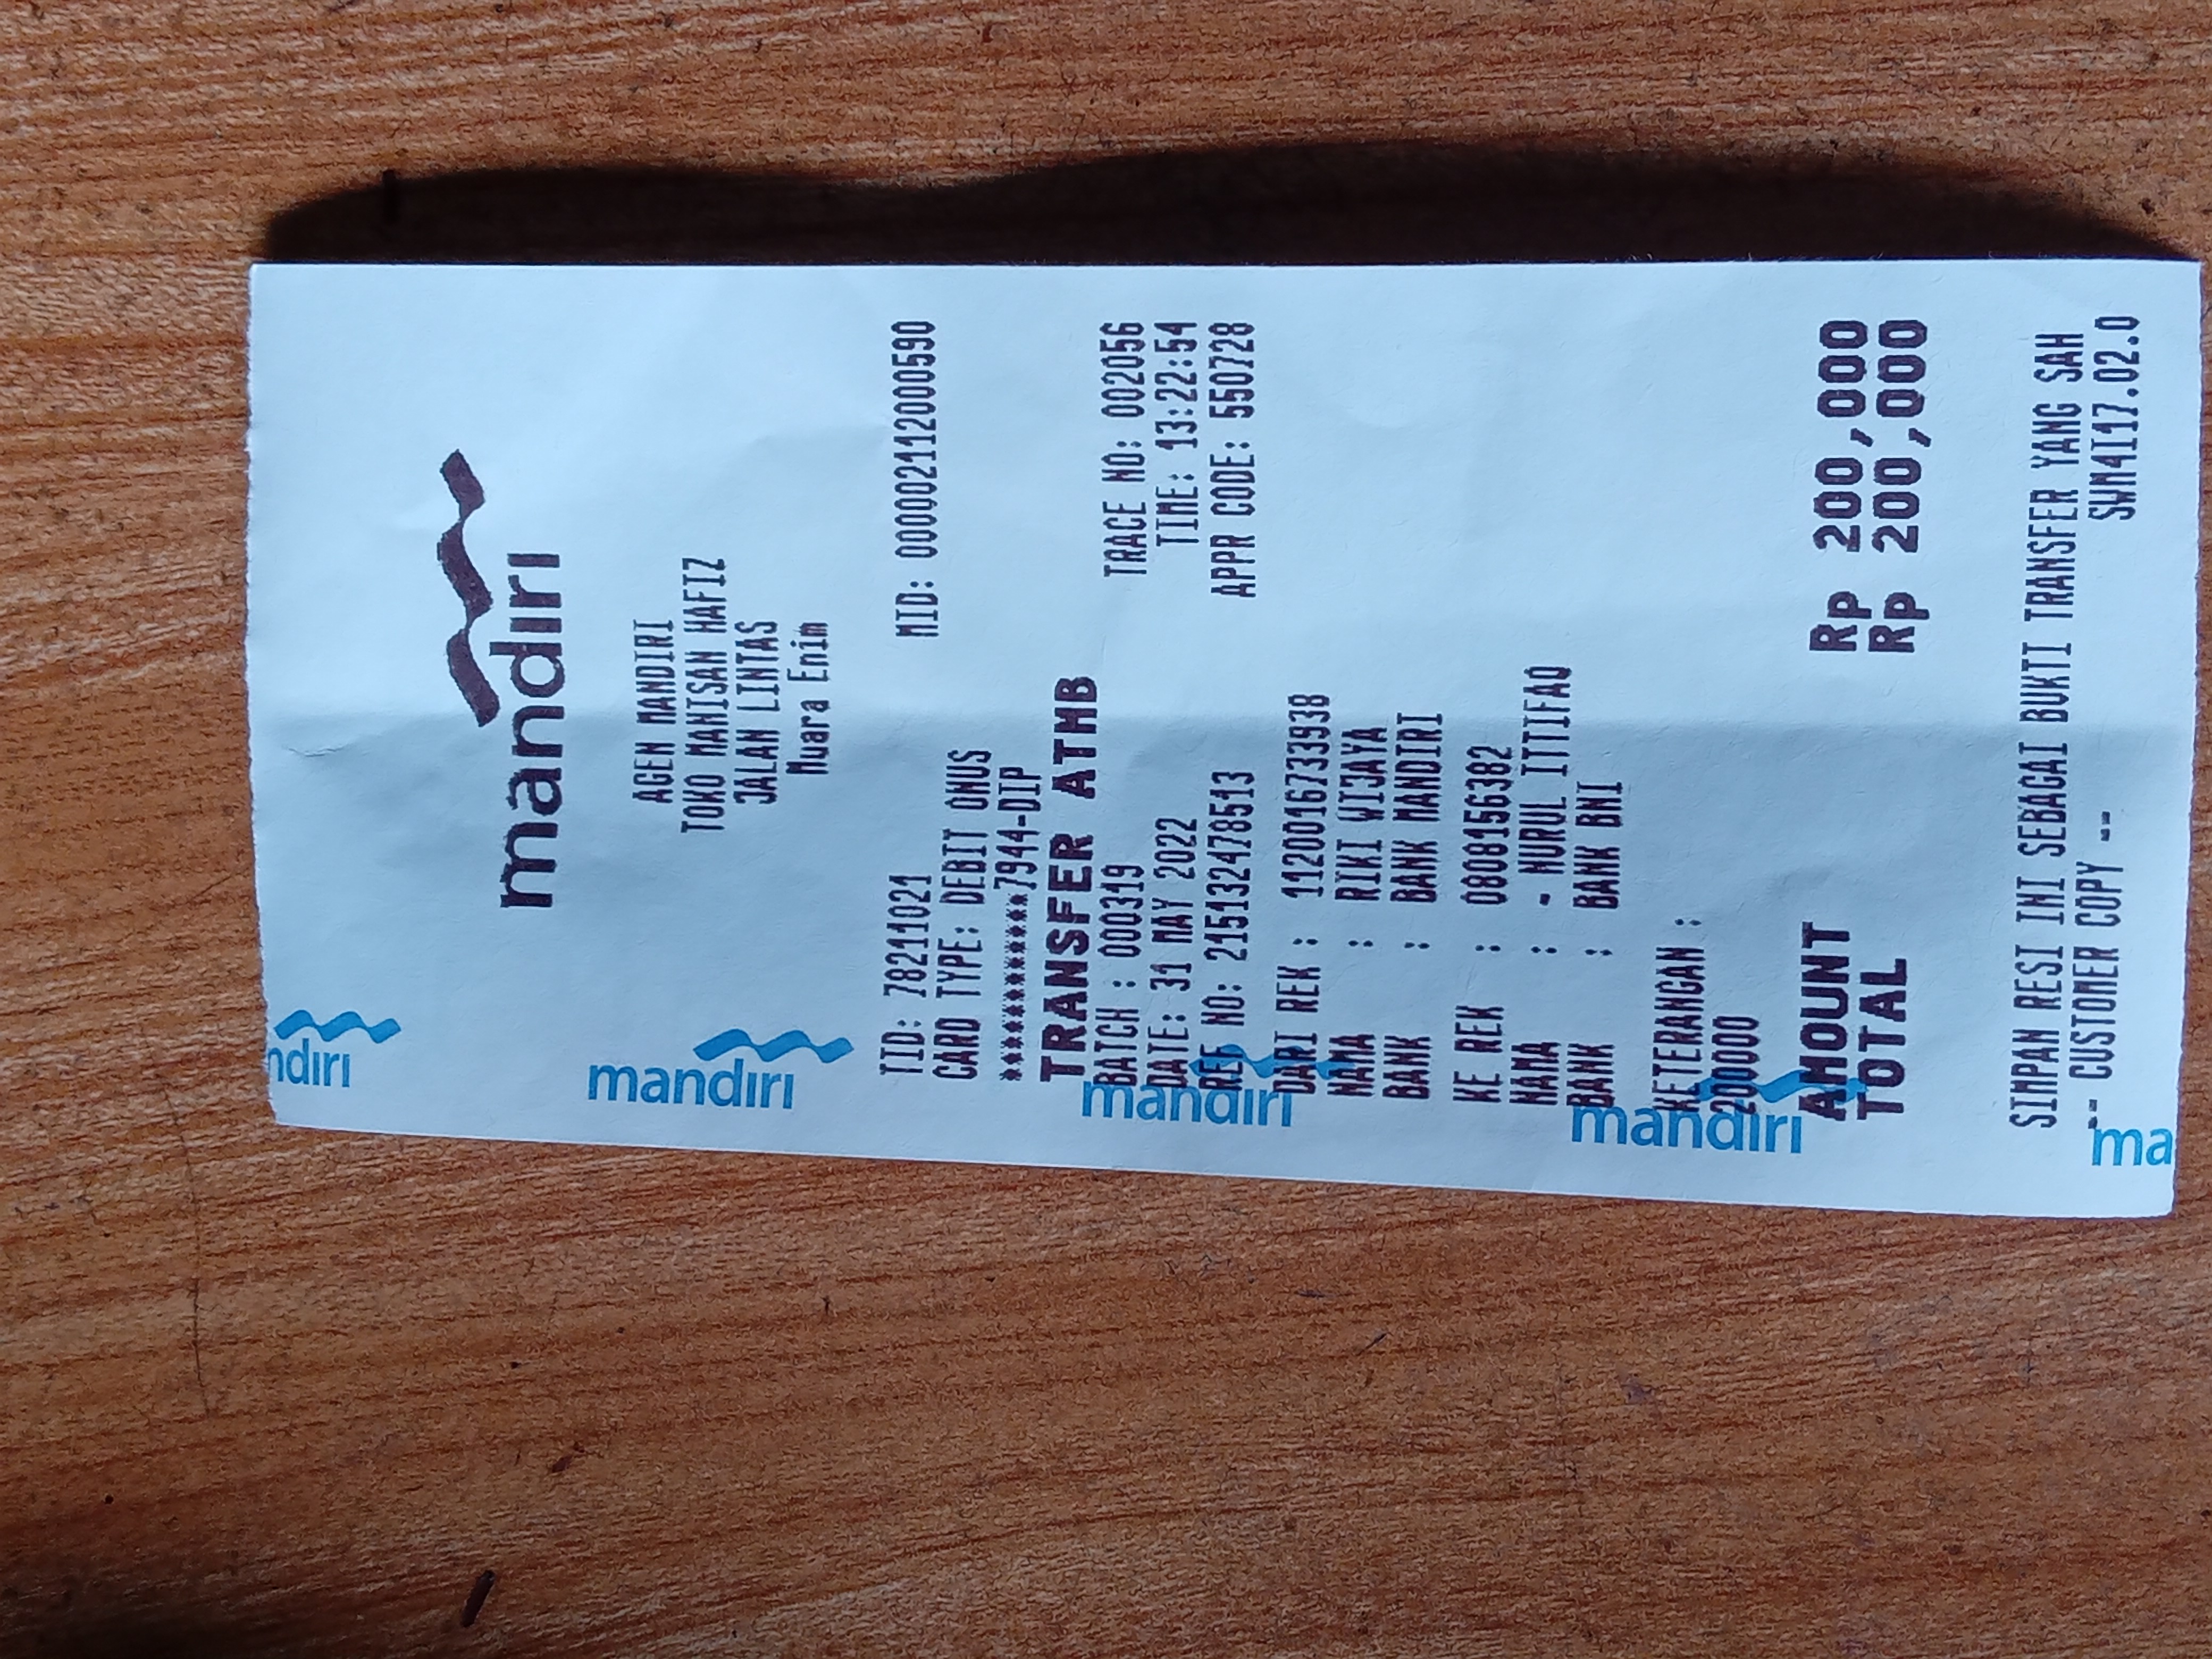 mandiri
AGEN MANDIRI
TOKO MANISAN HAFIZ
JALAN LINTAS
Muara Enim
TID: 78211021 MID: 000002112000590
CARD TYPE: DEBIT ONUS
************7944-DIP
TRANSFER ATMB
BATCH : 000319 TRACE NO: 002056
DATE: 31 MAY 2022 TIME: 13:22:54
REF NO: 215132478513 APPR CODE: 550728
DARI REK : 1120016733938
NAMA : RIKI WIJAYA
BANK : BANK MANDIRI
KE REK : 0808156382
NAMA : - NURUL ITTIFAQ
BANK : BANK BNI
KETERANGAN :
200000
AMOUNT Rp 200,000
TOTAL Rp 200,000
SIMPAN RESI INI SEBAGAI BUKTI TRANSFER YANG SAH
-- CUSTOMER COPY -- SWM4I17.02.0
ndiri
mandiri
mandiri
mandiri
ma